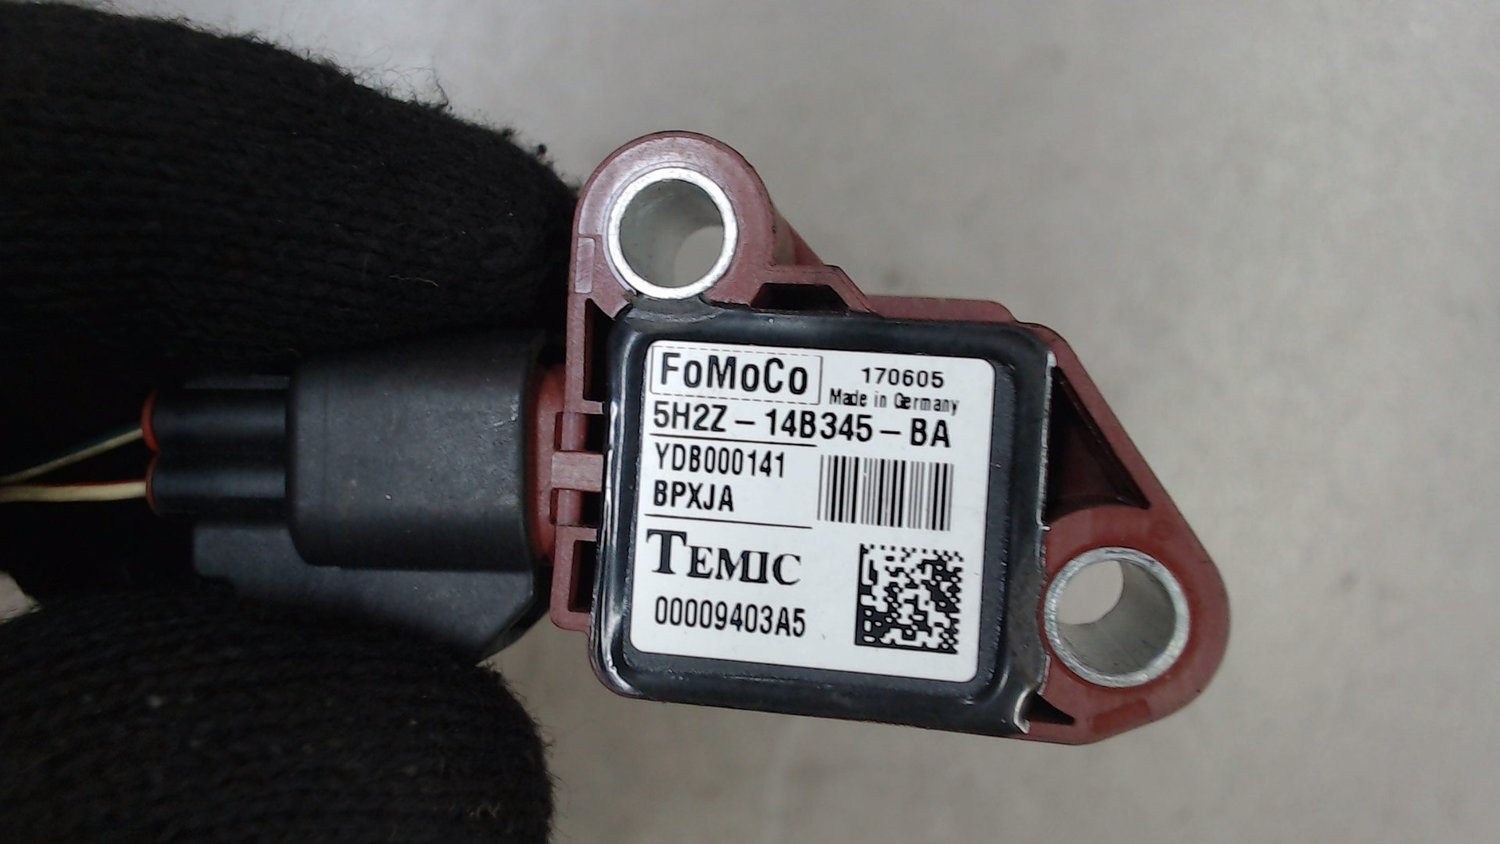 FoMoCo
170605
Made in Germany
5H2Z-14B345-BA
YDB000141
BPXJA
TEMIC
00009403A5